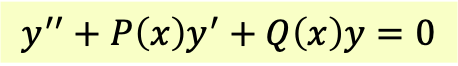 y'' + P(x)y' + Q(x)y = 0